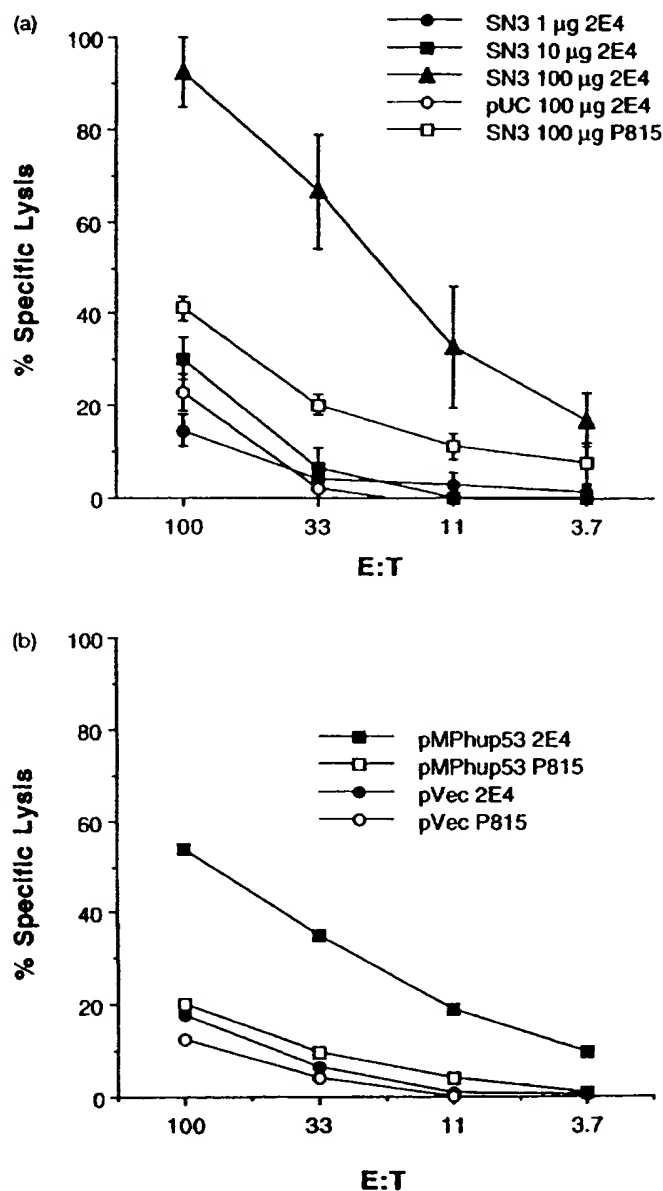 (a)
SN3 1 µg 2E4
SN3 10 µg 2E4
SN3 100 µg 2E4
pUC 100 µg 2E4
SN3 100 µg P815
% Specific Lysis
100
80
60
40
20
0
100 33 11 3.7
E:T
(b)
pMPhup53 2E4
pMPhup53 P815
pVec 2E4
pVec P815
% Specific Lysis
100
80
60
40
20
0
100 33 11 3.7
E:T